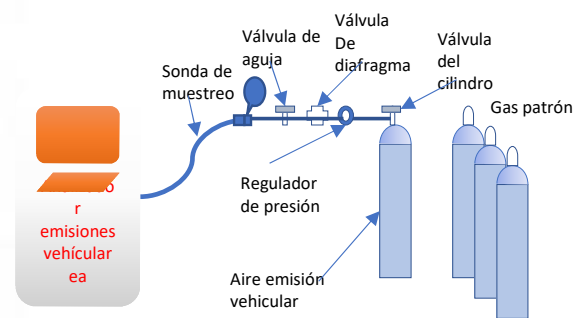 Válvula de
aguja
Válvula
De
diafragma
Válvula
del
cilindro
Sonda de
muestreo
Gas patrón
Regulador
de presión
Aire emisión
vehicular
r
emisiones
vehícular
ea